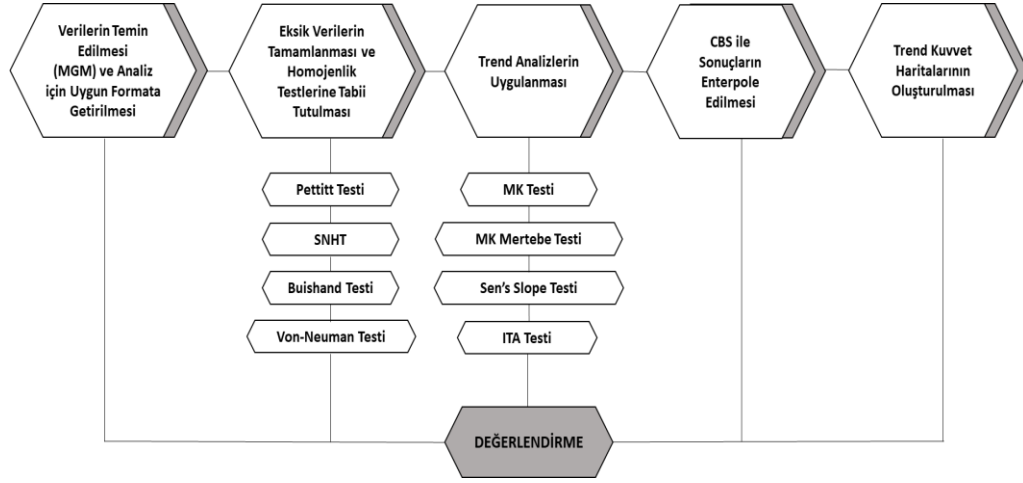 Verilerin Temin
Edilmesi
(MGM) ve Analiz
için Uygun Formata
Getirilmesi
Eksik Verilerin
Tamamlanması ve
Homojenlik
Testlerine Tabii
Tutulması
Trend Analizlerin
Uygulanması
CBS ile
Sonuçların
Enterpole
Edilmesi
Trend Kuvvet
Haritalarının
Oluşturulması
Pettitt Testi
SNHT
Buishand Testi
Von-Neuman Testi
MK Testi
MK Mertebe Testi
Sen's Slope Testi
ITA Testi
DEĞERLENDİRME